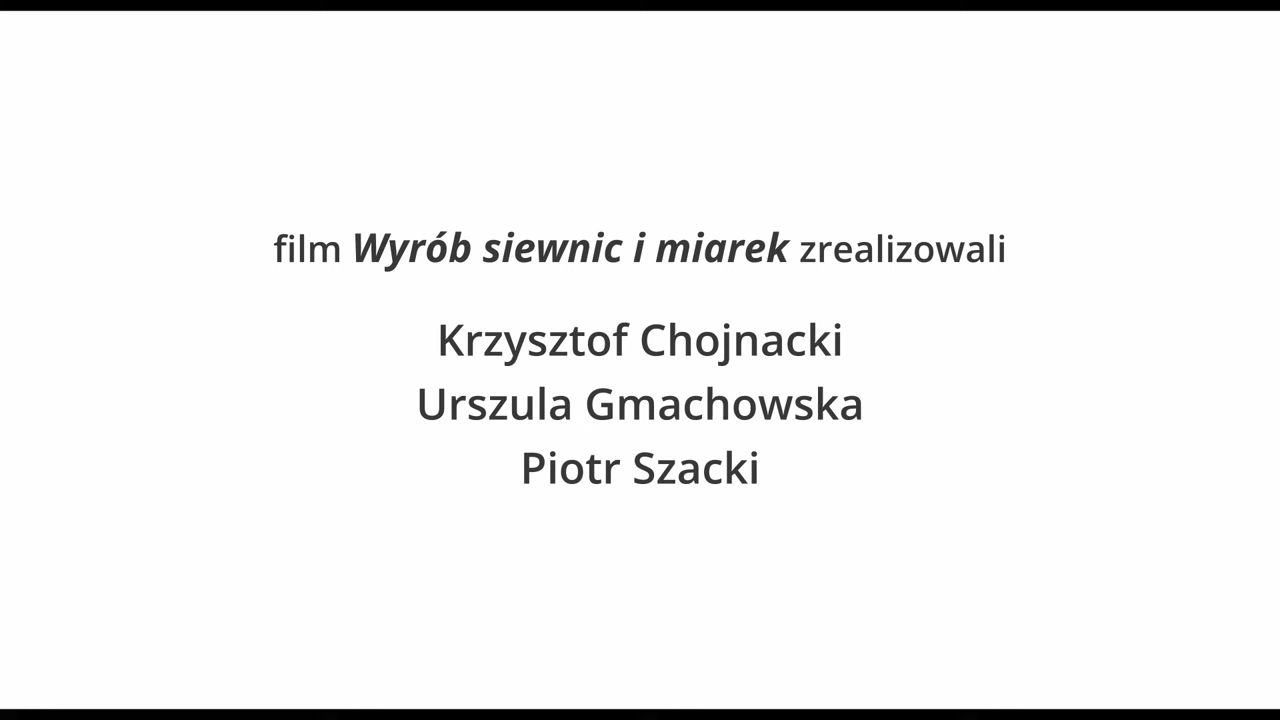 film Wyrób siewnic i miarek zrealizowali
Krzysztof Chojnacki
Urszula Gmachowska
Piotr Szacki